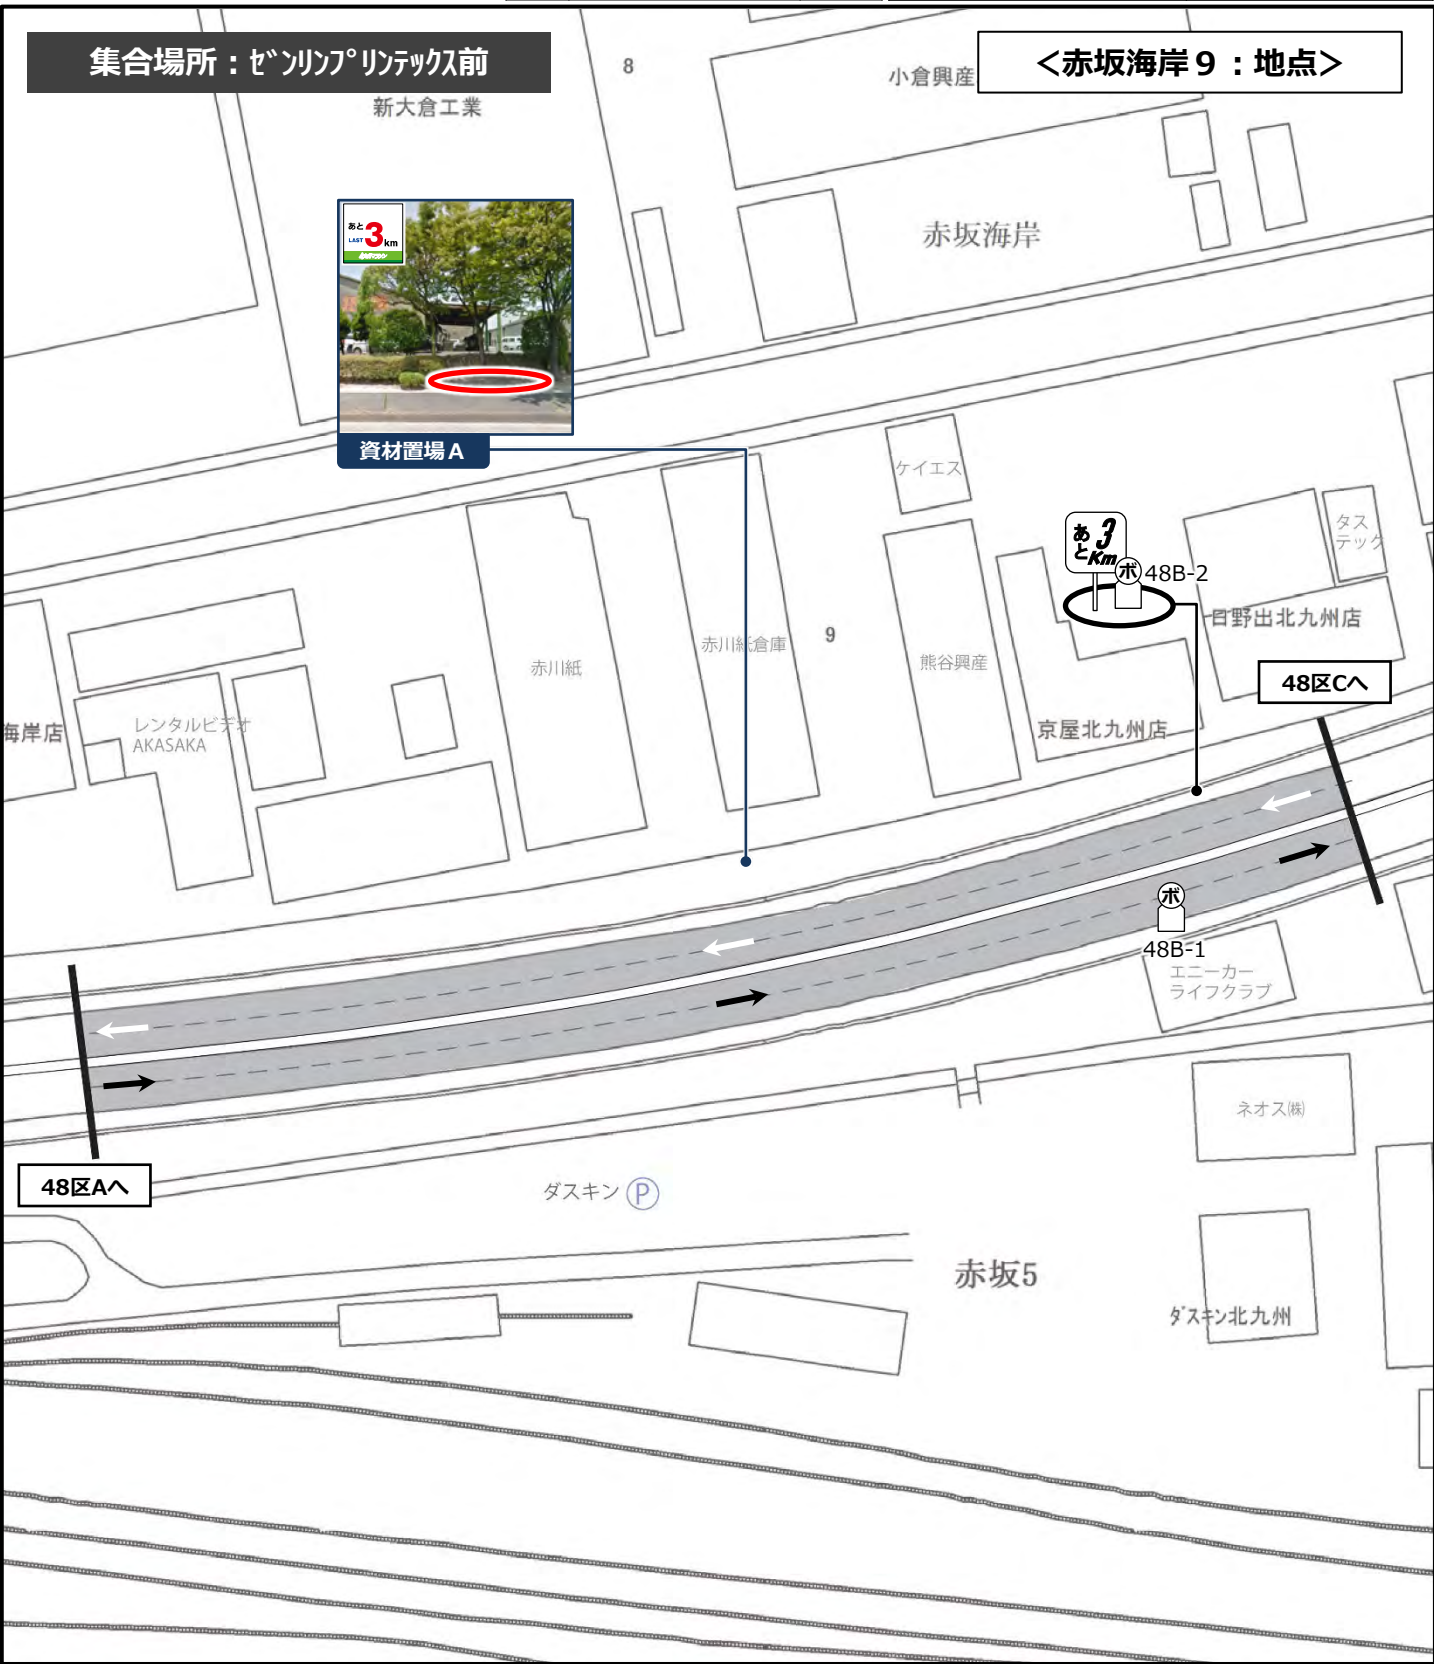 集合場所：ｾﾞﾝﾘﾝﾌﾟﾘﾝﾃｯｸｽ前
＜赤坂海岸９：地点＞
8
小倉興産
新大倉工業
赤坂海岸
あと
LAST 3km
資材置場A
ケイエス
タス
テック
あと3Km
ボ 48B-2
日野出北九州店
赤川紙倉庫
9
赤川紙
熊谷興産
48区Cへ
海岸店
レンタルビデオ
AKASAKA
京屋北九州店
ボ
48B-1
エニーカー
ライフクラブ
ネオス㈱
48区Aへ
ダスキン Ⓟ
赤坂5
ﾀﾞｽｷﾝ北九州